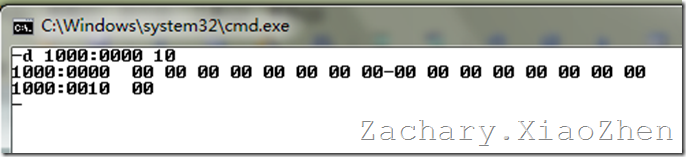 C:\Windows\system32\cmd.exe
-d 1000:0000 10
1000:0000  00 00 00 00 00 00 00 00-00 00 00 00 00 00 00 00
1000:0010  00
-
Zachary.XiaoZhen